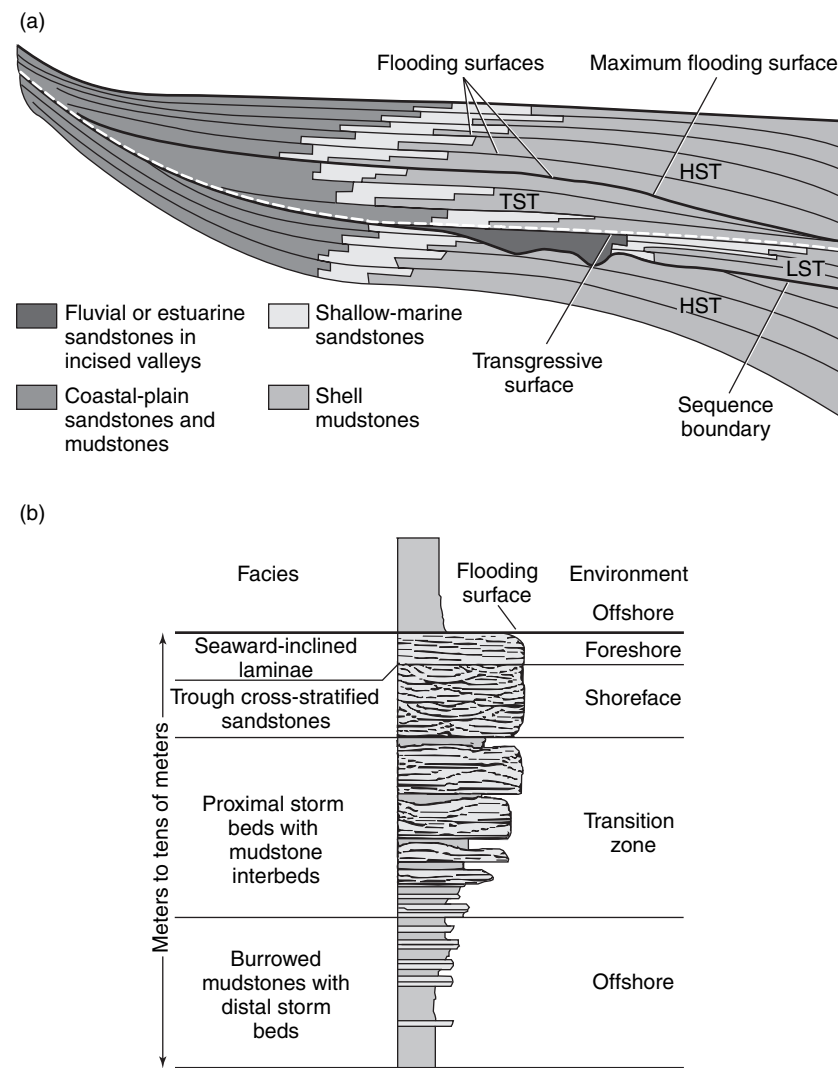 (a)
Flooding surfaces
Maximum flooding surface
HST
TST
LST
HST
Fluvial or estuarine
sandstones in
incised valleys
Shallow-marine
sandstones
Coastal-plain
sandstones and
mudstones
Shell
mudstones
Transgressive
surface
Sequence
boundary
(b)
Facies
Flooding
surface
Environment
Offshore
Seaward-inclined
laminae
Foreshore
Trough cross-stratified
sandstones
Shoreface
Proximal storm
beds with
mudstone
interbeds
Transition
zone
Burrowed
mudstones with
distal storm
beds
Offshore
Meters to tens of meters